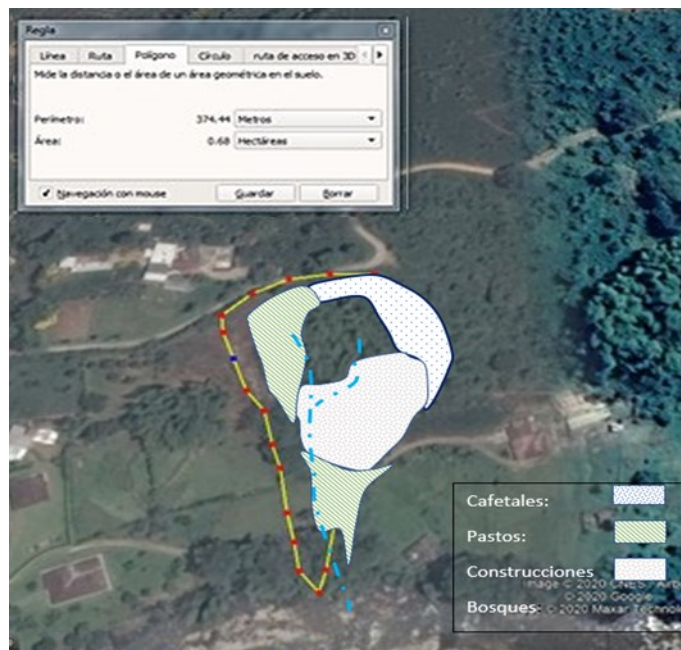 Regla
Línea Ruta Polígono Círculo ruta de acceso en 3D
Mide la distancia o el área de un área geométrica en el suelo.
Perímetro: 374.44 Metros
Área: 0.68 Hectáreas
Navegación con mouse Guardar Borrar
Cafetales:
Pastos:
Construcciones
Image © 2020 CNES / Airb
© 2020 Google
Bosques: © 2020 Maxar Technolo